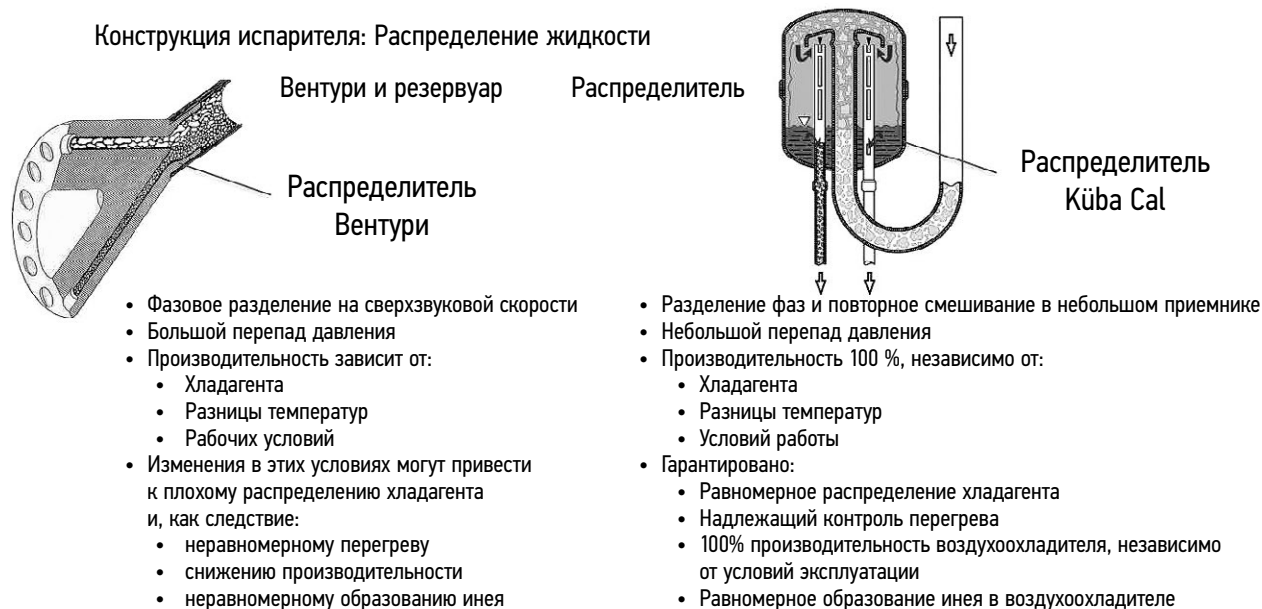 Конструкция испарителя: Распределение жидкости
Вентури и резервуар
Распределитель
Распределитель
Вентури
Распределитель
Küba Cal
• Фазовое разделение на сверхзвуковой скорости
• Большой перепад давления
• Производительность зависит от:
• Хладагента
• Разницы температур
• Рабочих условий
• Изменения в этих условиях могут привести
к плохому распределению хладагента
и, как следствие:
• неравномерному перегреву
• снижению производительности
• неравномерному образованию инея
• Разделение фаз и повторное смешивание в небольшом приемнике
• Небольшой перепад давления
• Производительность 100 %, независимо от:
• Хладагента
• Разницы температур
• Условий работы
• Гарантировано:
• Равномерное распределение хладагента
• Надлежащий контроль перегрева
• 100% производительность воздухоохладителя, независимо
от условий эксплуатации
• Равномерное образование инея в воздухоохладителе